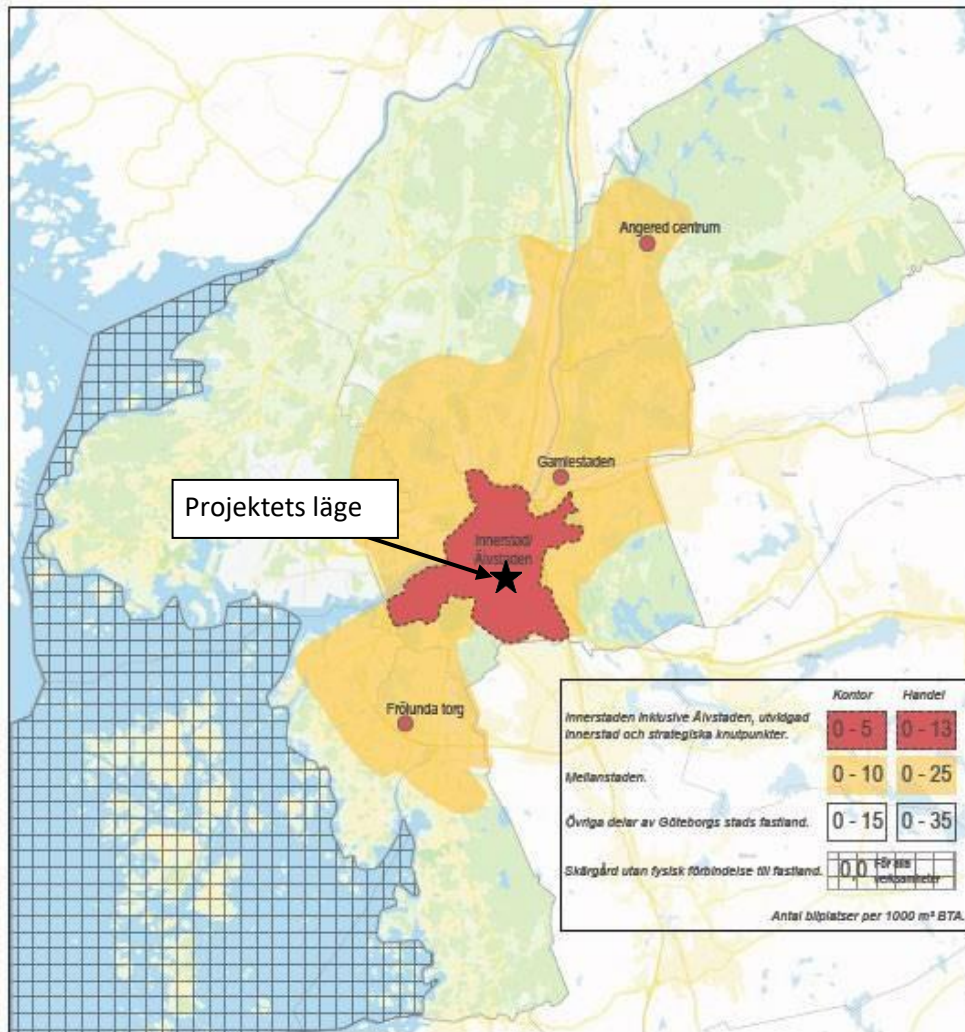 Angered centrum
Gamlestaden
Projektets läge
Innerstad/
Älvstaden
Frölunda torg
Kontor Handel
Innerstaden inklusive Älvstaden, utvidgad
innerstad och strategiska knutpunkter.
0 - 5 0 - 13
Mellanstaden.
0 - 10 0 - 25
Övriga delar av Göteborgs stads fastland.
0 - 15 0 - 35
Skärgård utan fysisk förbindelse till fastland.
0,0 För alla
verksamheter
Antal bilplatser per 1000 m² BTA.